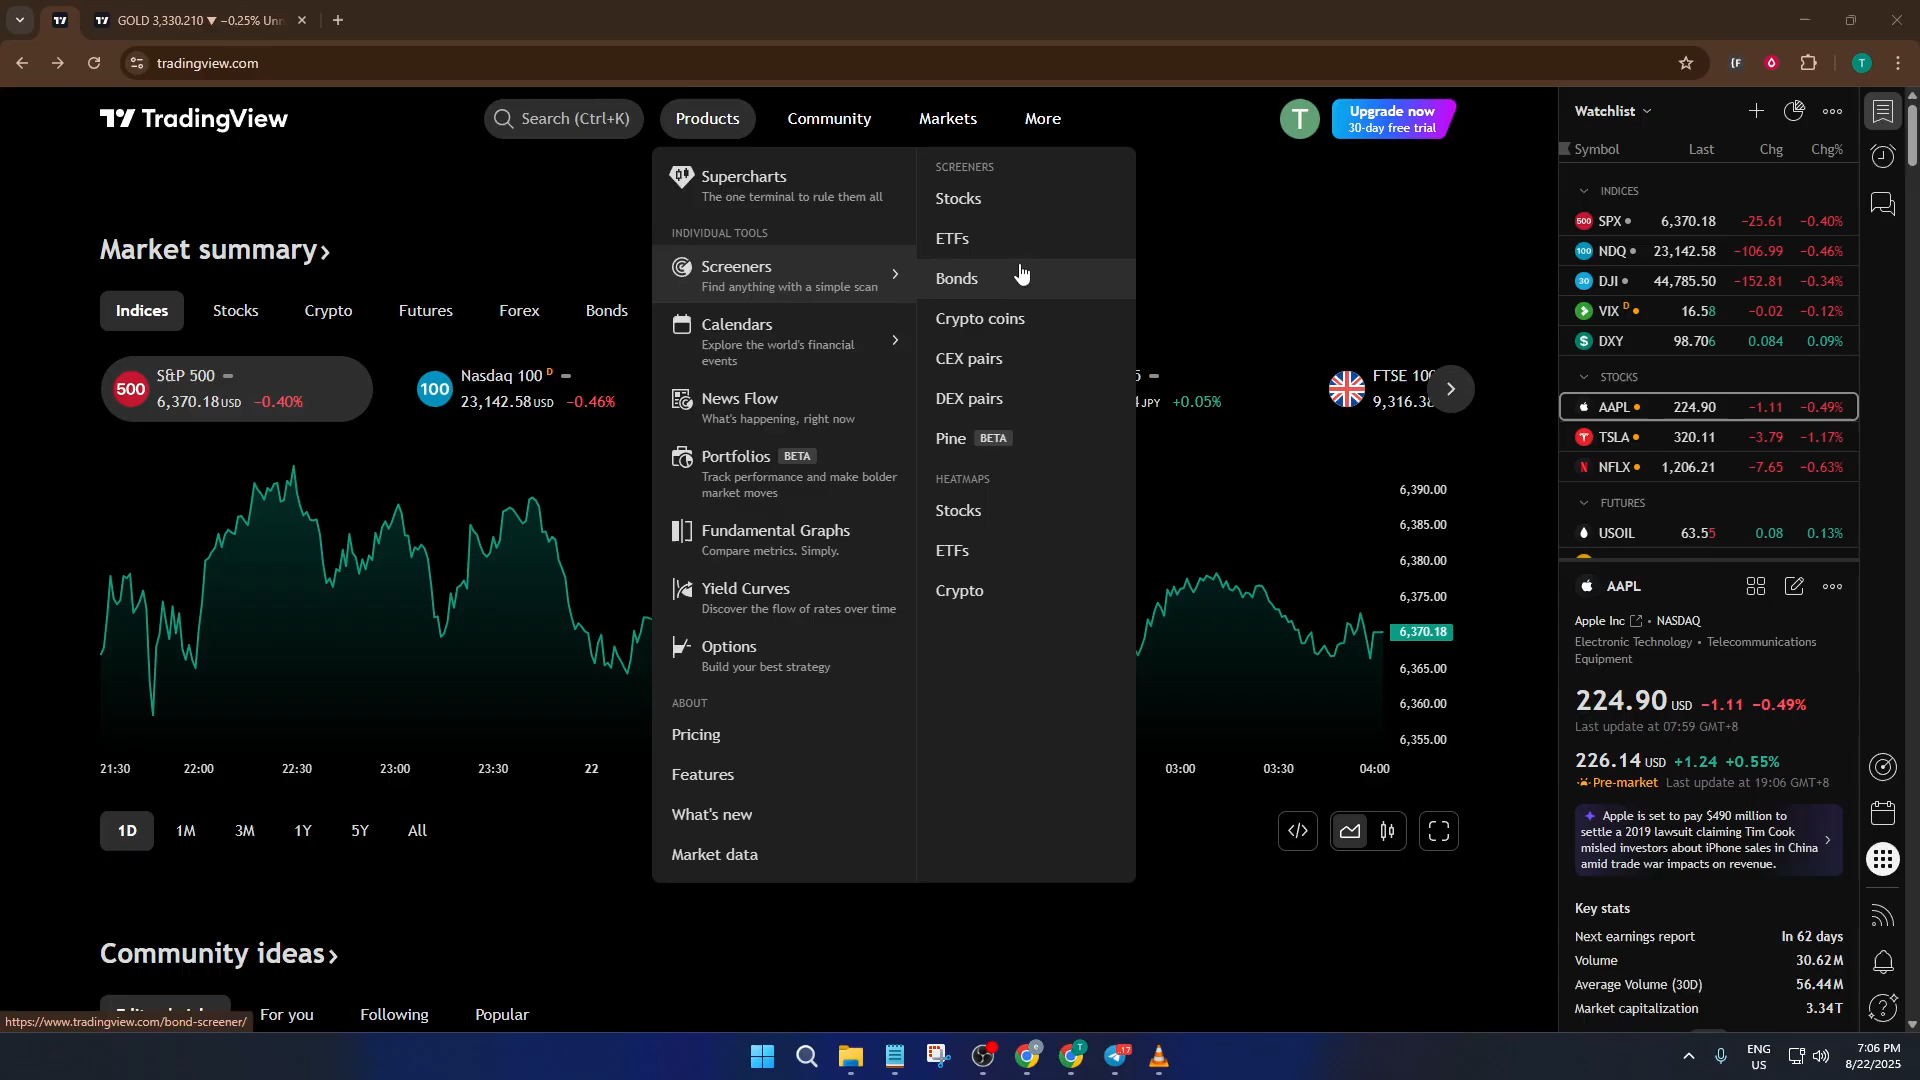 GOLD 3,330.210 ▼ −0.25% Unn
tradingview.com
T
TradingView
Search (Ctrl+K)
Products
Community
Markets
More
T
Upgrade now
30-day free trial
Market summary ›
Indices
Stocks
Crypto
Futures
Forex
Bonds
500
S&P 500
6,370.18 USD −0.40%
100
Nasdaq 100 D
23,142.58 USD −0.46%
JPY +0.05%
FTSE 100
6,390.00
6,385.00
6,380.00
6,375.00
6,370.18
6,365.00
6,360.00
6,355.00
21:30
22:00
22:30
23:00
23:30
22
03:00
03:30
04:00
1D
1M
3M
1Y
5Y
All
Community ideas ›
For you
Following
Popular
https://www.tradingview.com/bond-screener/
Supercharts
The one terminal to rule them all
INDIVIDUAL TOOLS
Screeners
Find anything with a simple scan
Calendars
Explore the world's financial
events
News Flow
What's happening, right now
Portfolios BETA
Track performance and make bolder
market moves
Fundamental Graphs
Compare metrics. Simply.
Yield Curves
Discover the flow of rates over time
Options
Build your best strategy
ABOUT
Pricing
Features
What's new
Market data
SCREENERS
Stocks
ETFs
Bonds
Crypto coins
CEX pairs
DEX pairs
Pine BETA
HEATMAPS
Stocks
ETFs
Crypto
Watchlist
Symbol Last Chg Chg%
INDICES
500 SPX 6,370.18 −25.61 −0.40%
100 NDQ 23,142.58 −106.99 −0.46%
30 DJI 44,785.50 −152.81 −0.34%
VIX D 16.58 −0.02 −0.12%
$ DXY 98.706 0.084 0.09%
STOCKS
AAPL 224.90 −1.11 −0.49%
TSLA 320.11 −3.79 −1.17%
N NFLX 1,206.21 −7.65 −0.63%
FUTURES
USOIL 63.55 0.08 0.13%
AAPL
Apple Inc • NASDAQ
Electronic Technology • Telecommunications
Equipment
224.90 USD −1.11 −0.49%
Last update at 07:59 GMT+8
226.14 USD +1.24 +0.55%
Pre-market Last update at 19:06 GMT+8
Apple is set to pay $490 million to
settle a 2019 lawsuit claiming Tim Cook
misled investors about iPhone sales in China
amid trade war impacts on revenue.
Key stats
Next earnings report In 62 days
Volume 30.62M
Average Volume (30D) 56.44M
Market capitalization 3.34T
17
ENG
US
7:06 PM
8/22/2025